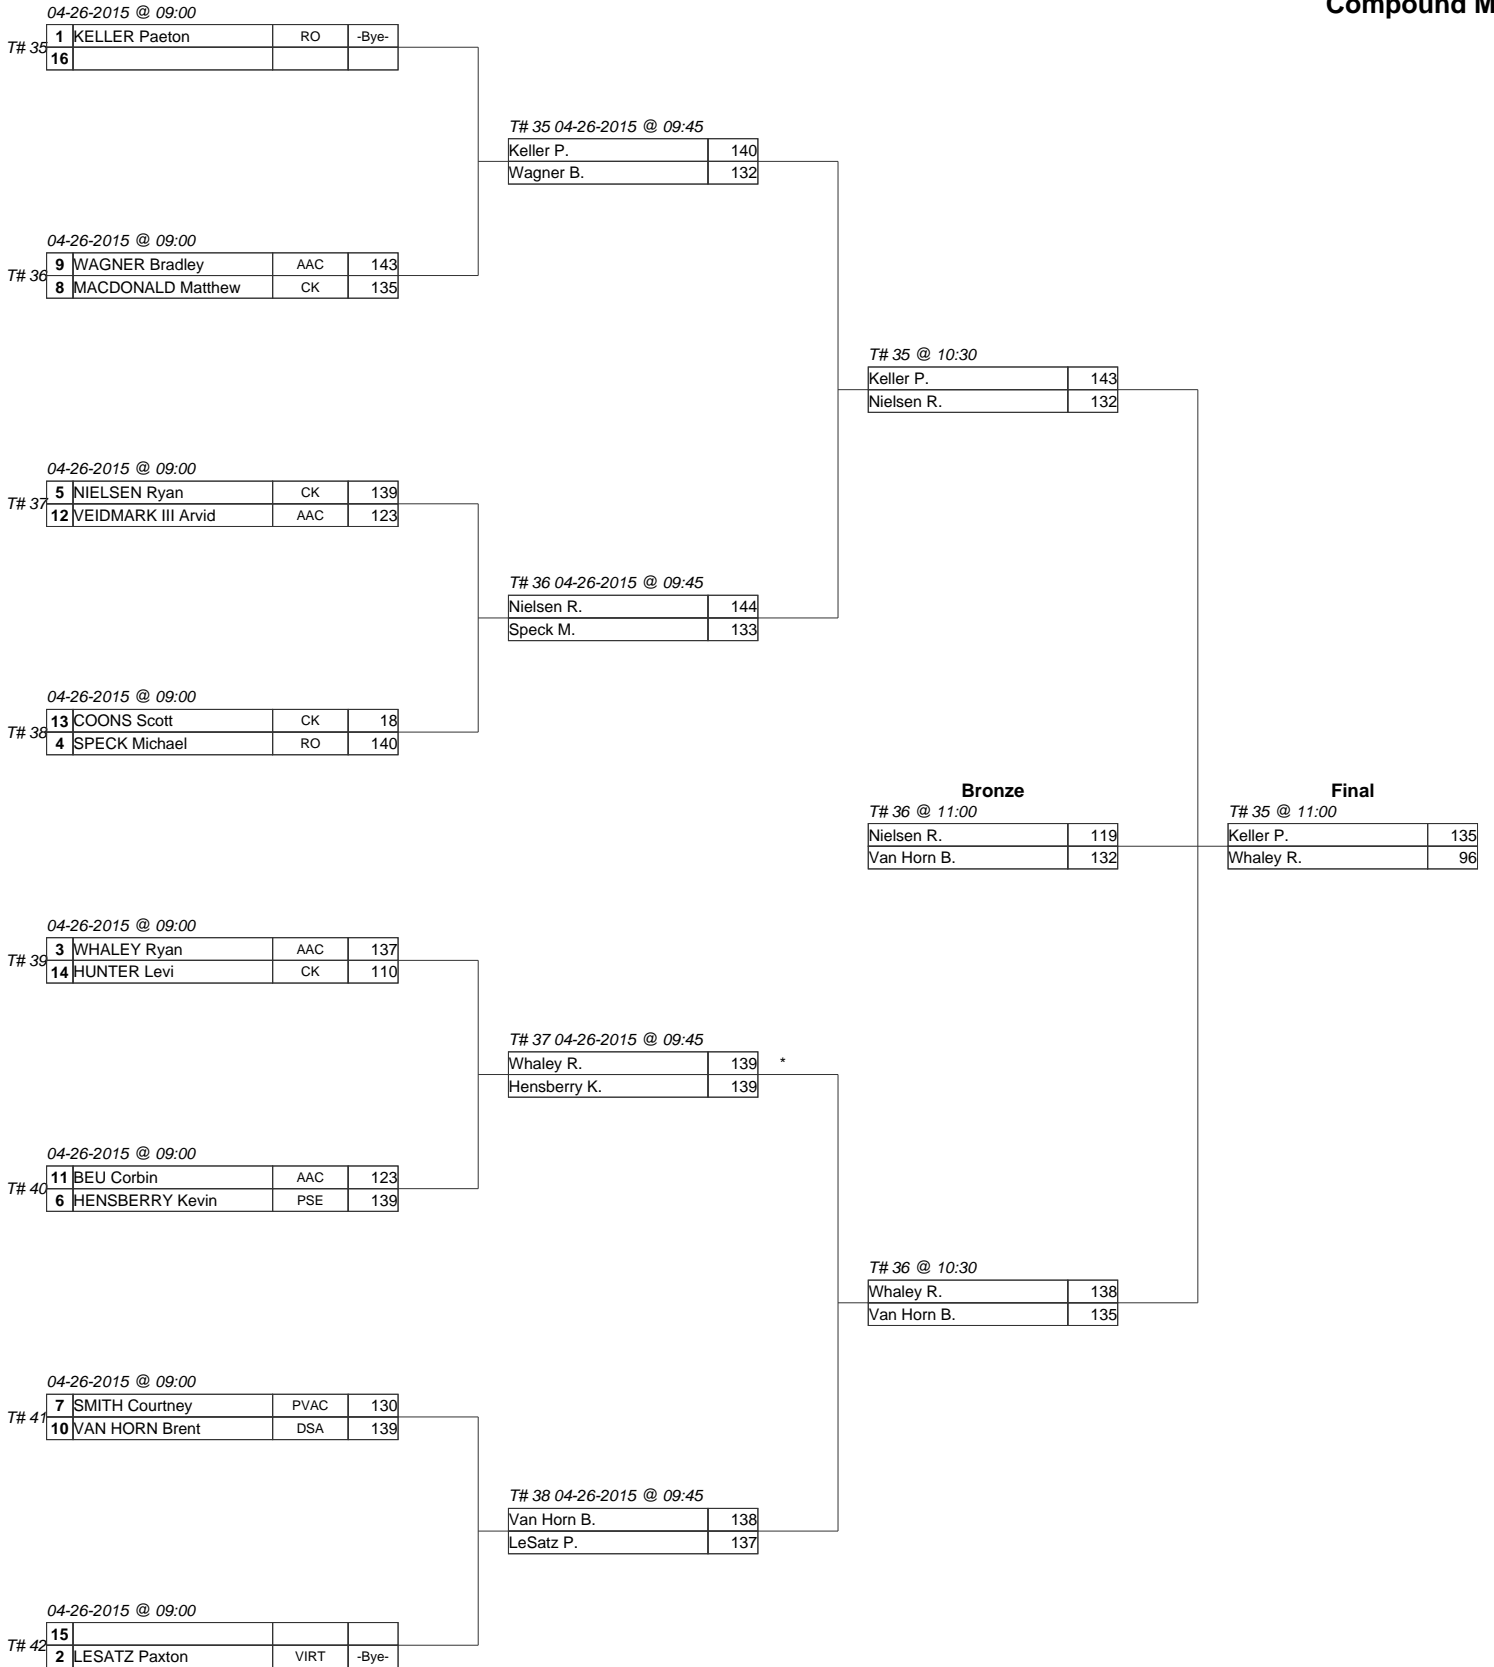 Compound M
04-26-2015 @ 09:00
T# 35
1 KELLER Paeton RO -Bye-
16
T# 35 04-26-2015 @ 09:45
Keller P. 140
Wagner B. 132
04-26-2015 @ 09:00
T# 36
9 WAGNER Bradley AAC 143
8 MACDONALD Matthew CK 135
T# 35 @ 10:30
Keller P. 143
Nielsen R. 132
04-26-2015 @ 09:00
T# 37
5 NIELSEN Ryan CK 139
12 VEIDMARK III Arvid AAC 123
T# 36 04-26-2015 @ 09:45
Nielsen R. 144
Speck M. 133
04-26-2015 @ 09:00
T# 38
13 COONS Scott CK 18
4 SPECK Michael RO 140
Bronze
T# 36 @ 11:00
Nielsen R. 119
Van Horn B. 132
Final
T# 35 @ 11:00
Keller P. 135
Whaley R. 96
04-26-2015 @ 09:00
T# 39
3 WHALEY Ryan AAC 137
14 HUNTER Levi CK 110
T# 37 04-26-2015 @ 09:45
Whaley R. 139 *
Hensberry K. 139
04-26-2015 @ 09:00
T# 40
11 BEU Corbin AAC 123
6 HENSBERRY Kevin PSE 139
T# 36 @ 10:30
Whaley R. 138
Van Horn B. 135
04-26-2015 @ 09:00
T# 41
7 SMITH Courtney PVAC 130
10 VAN HORN Brent DSA 139
T# 38 04-26-2015 @ 09:45
Van Horn B. 138
LeSatz P. 137
04-26-2015 @ 09:00
T# 42
15
2 LESATZ Paxton VIRT -Bye-